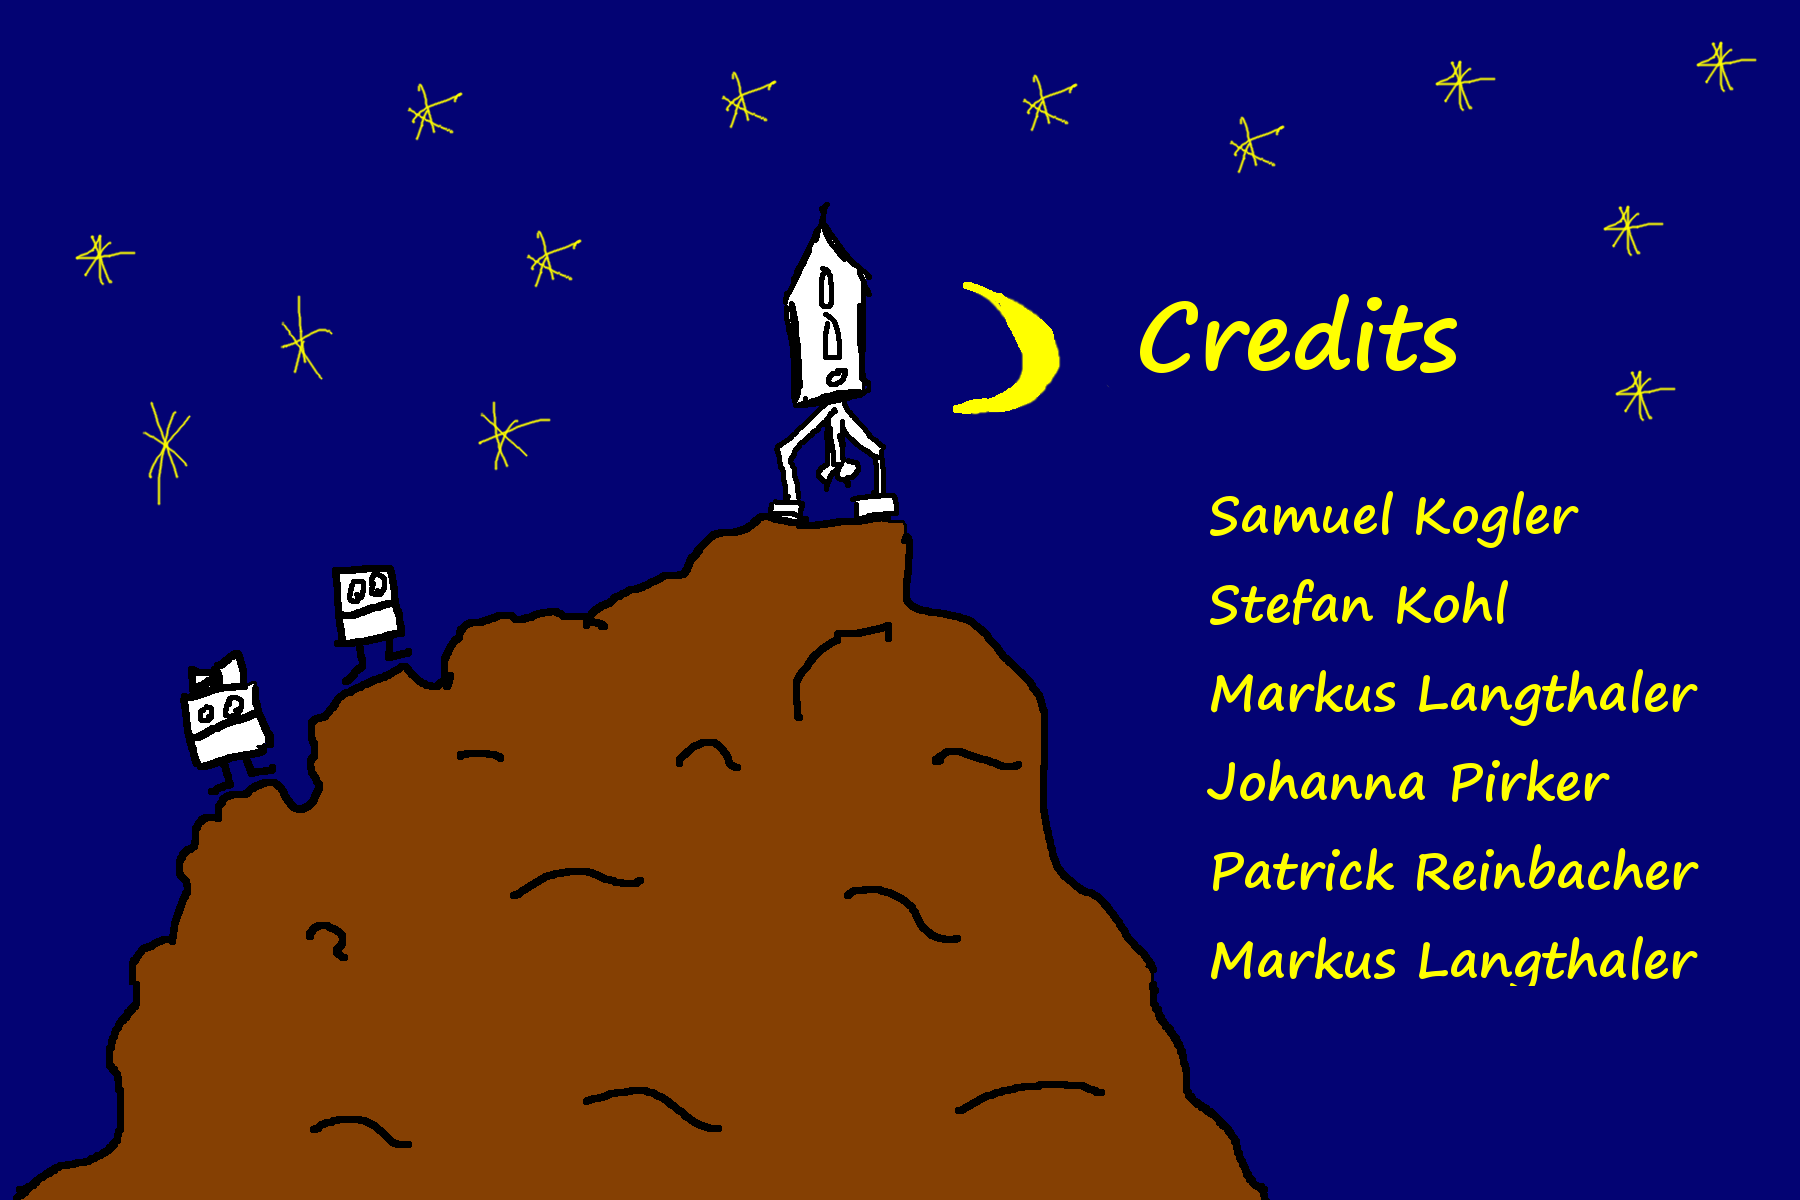 Credits
Samuel Kogler
Stefan Kohl
Markus Langthaler
Johanna Pirker
Patrick Reinbacher
Markus Langthaler